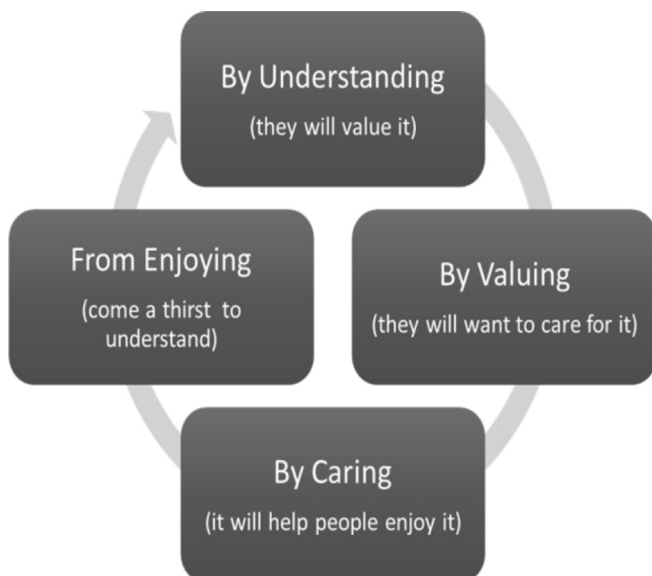 By Understanding
(they will value it)
By Valuing
(they will want to care for it)
By Caring
(it will help people enjoy it)
From Enjoying
(come a thirst to
understand)